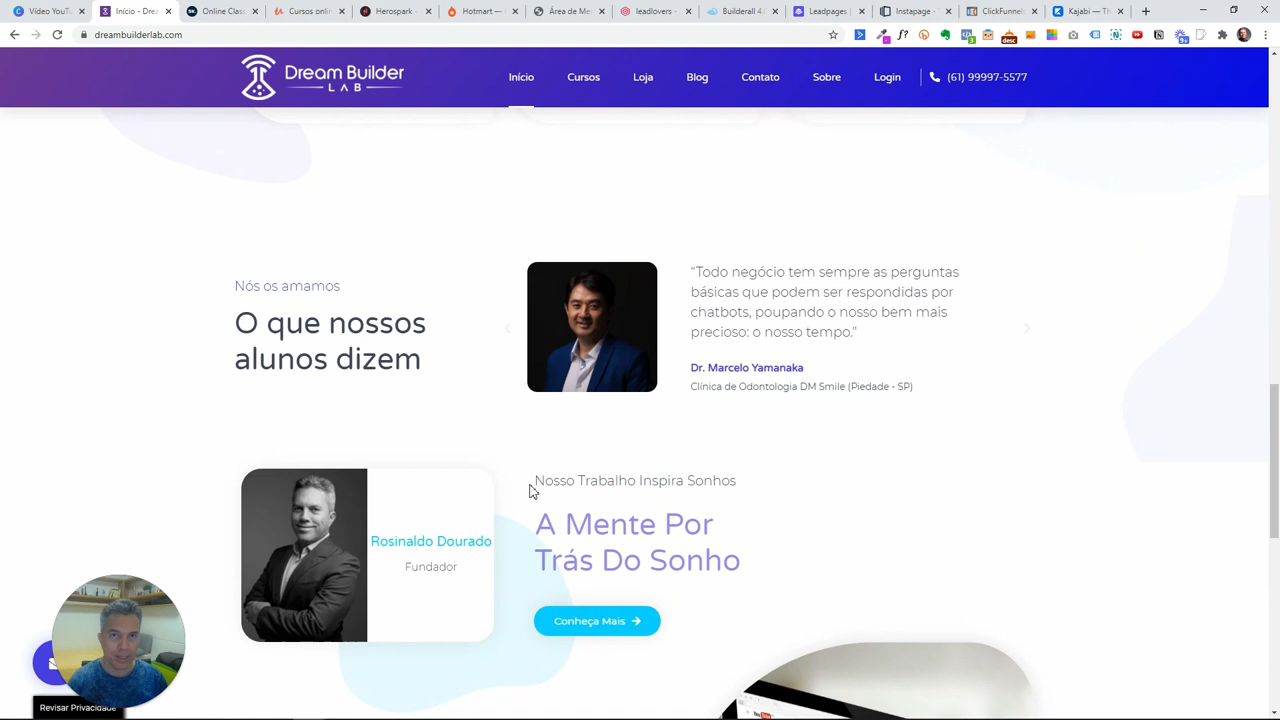 Vídeo YouT
Início - Drea
Online Class
Cursos onlin
Herospark -
Hotmart — c
Área de Me
leadlovers -
Builderall 4.
Leadpages |
Instapage -
ClickFunnel
Kajabi — Th
dreambuilderlab.com
Dream Builder
LAB
Início
Cursos
Loja
Blog
Contato
Sobre
Login
(61) 99997-5577
Nós os amamos
O que nossos
alunos dizem
"Todo negócio tem sempre as perguntas
básicas que podem ser respondidas por
chatbots, poupando o nosso bem mais
precioso: o nosso tempo."
Dr. Marcelo Yamanaka
Clínica de Odontologia DM Smile (Piedade - SP)
Rosinaldo Dourado
Fundador
Nosso Trabalho Inspira Sonhos
A Mente Por
Trás Do Sonho
Conheça Mais
Revisar Privacidade
YouTube